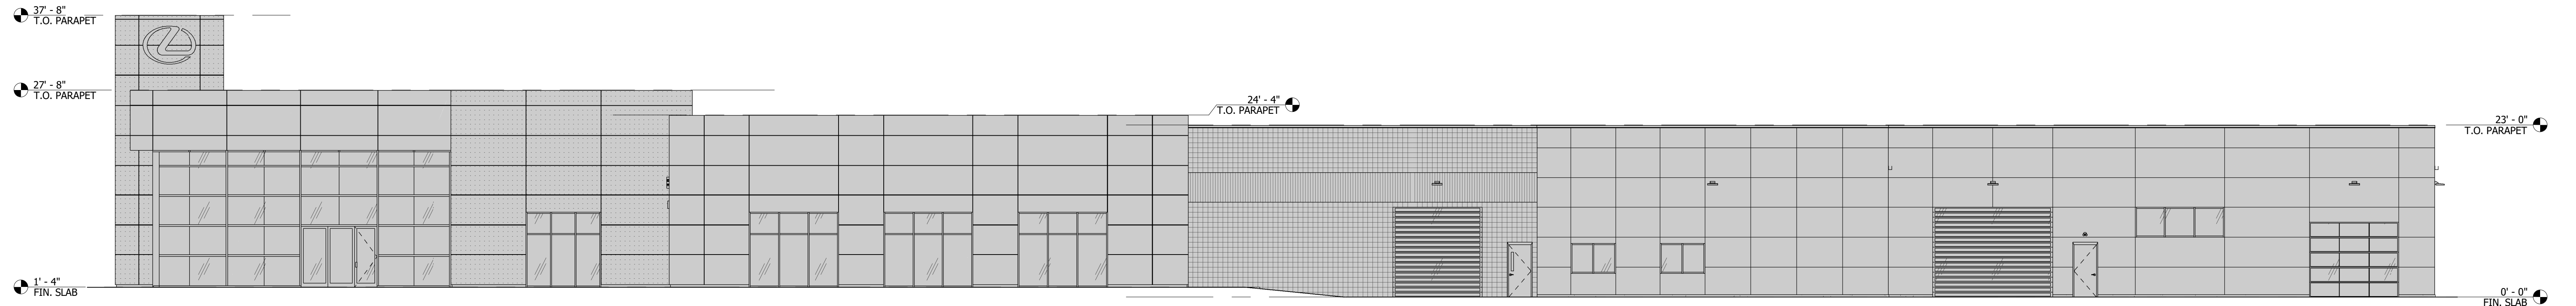 37' - 8"
T.O. PARAPET
27' - 8"
T.O. PARAPET
24' - 4"
T.O. PARAPET
23' - 0"
T.O. PARAPET
1' - 4"
FIN. SLAB
0' - 0"
FIN. SLAB